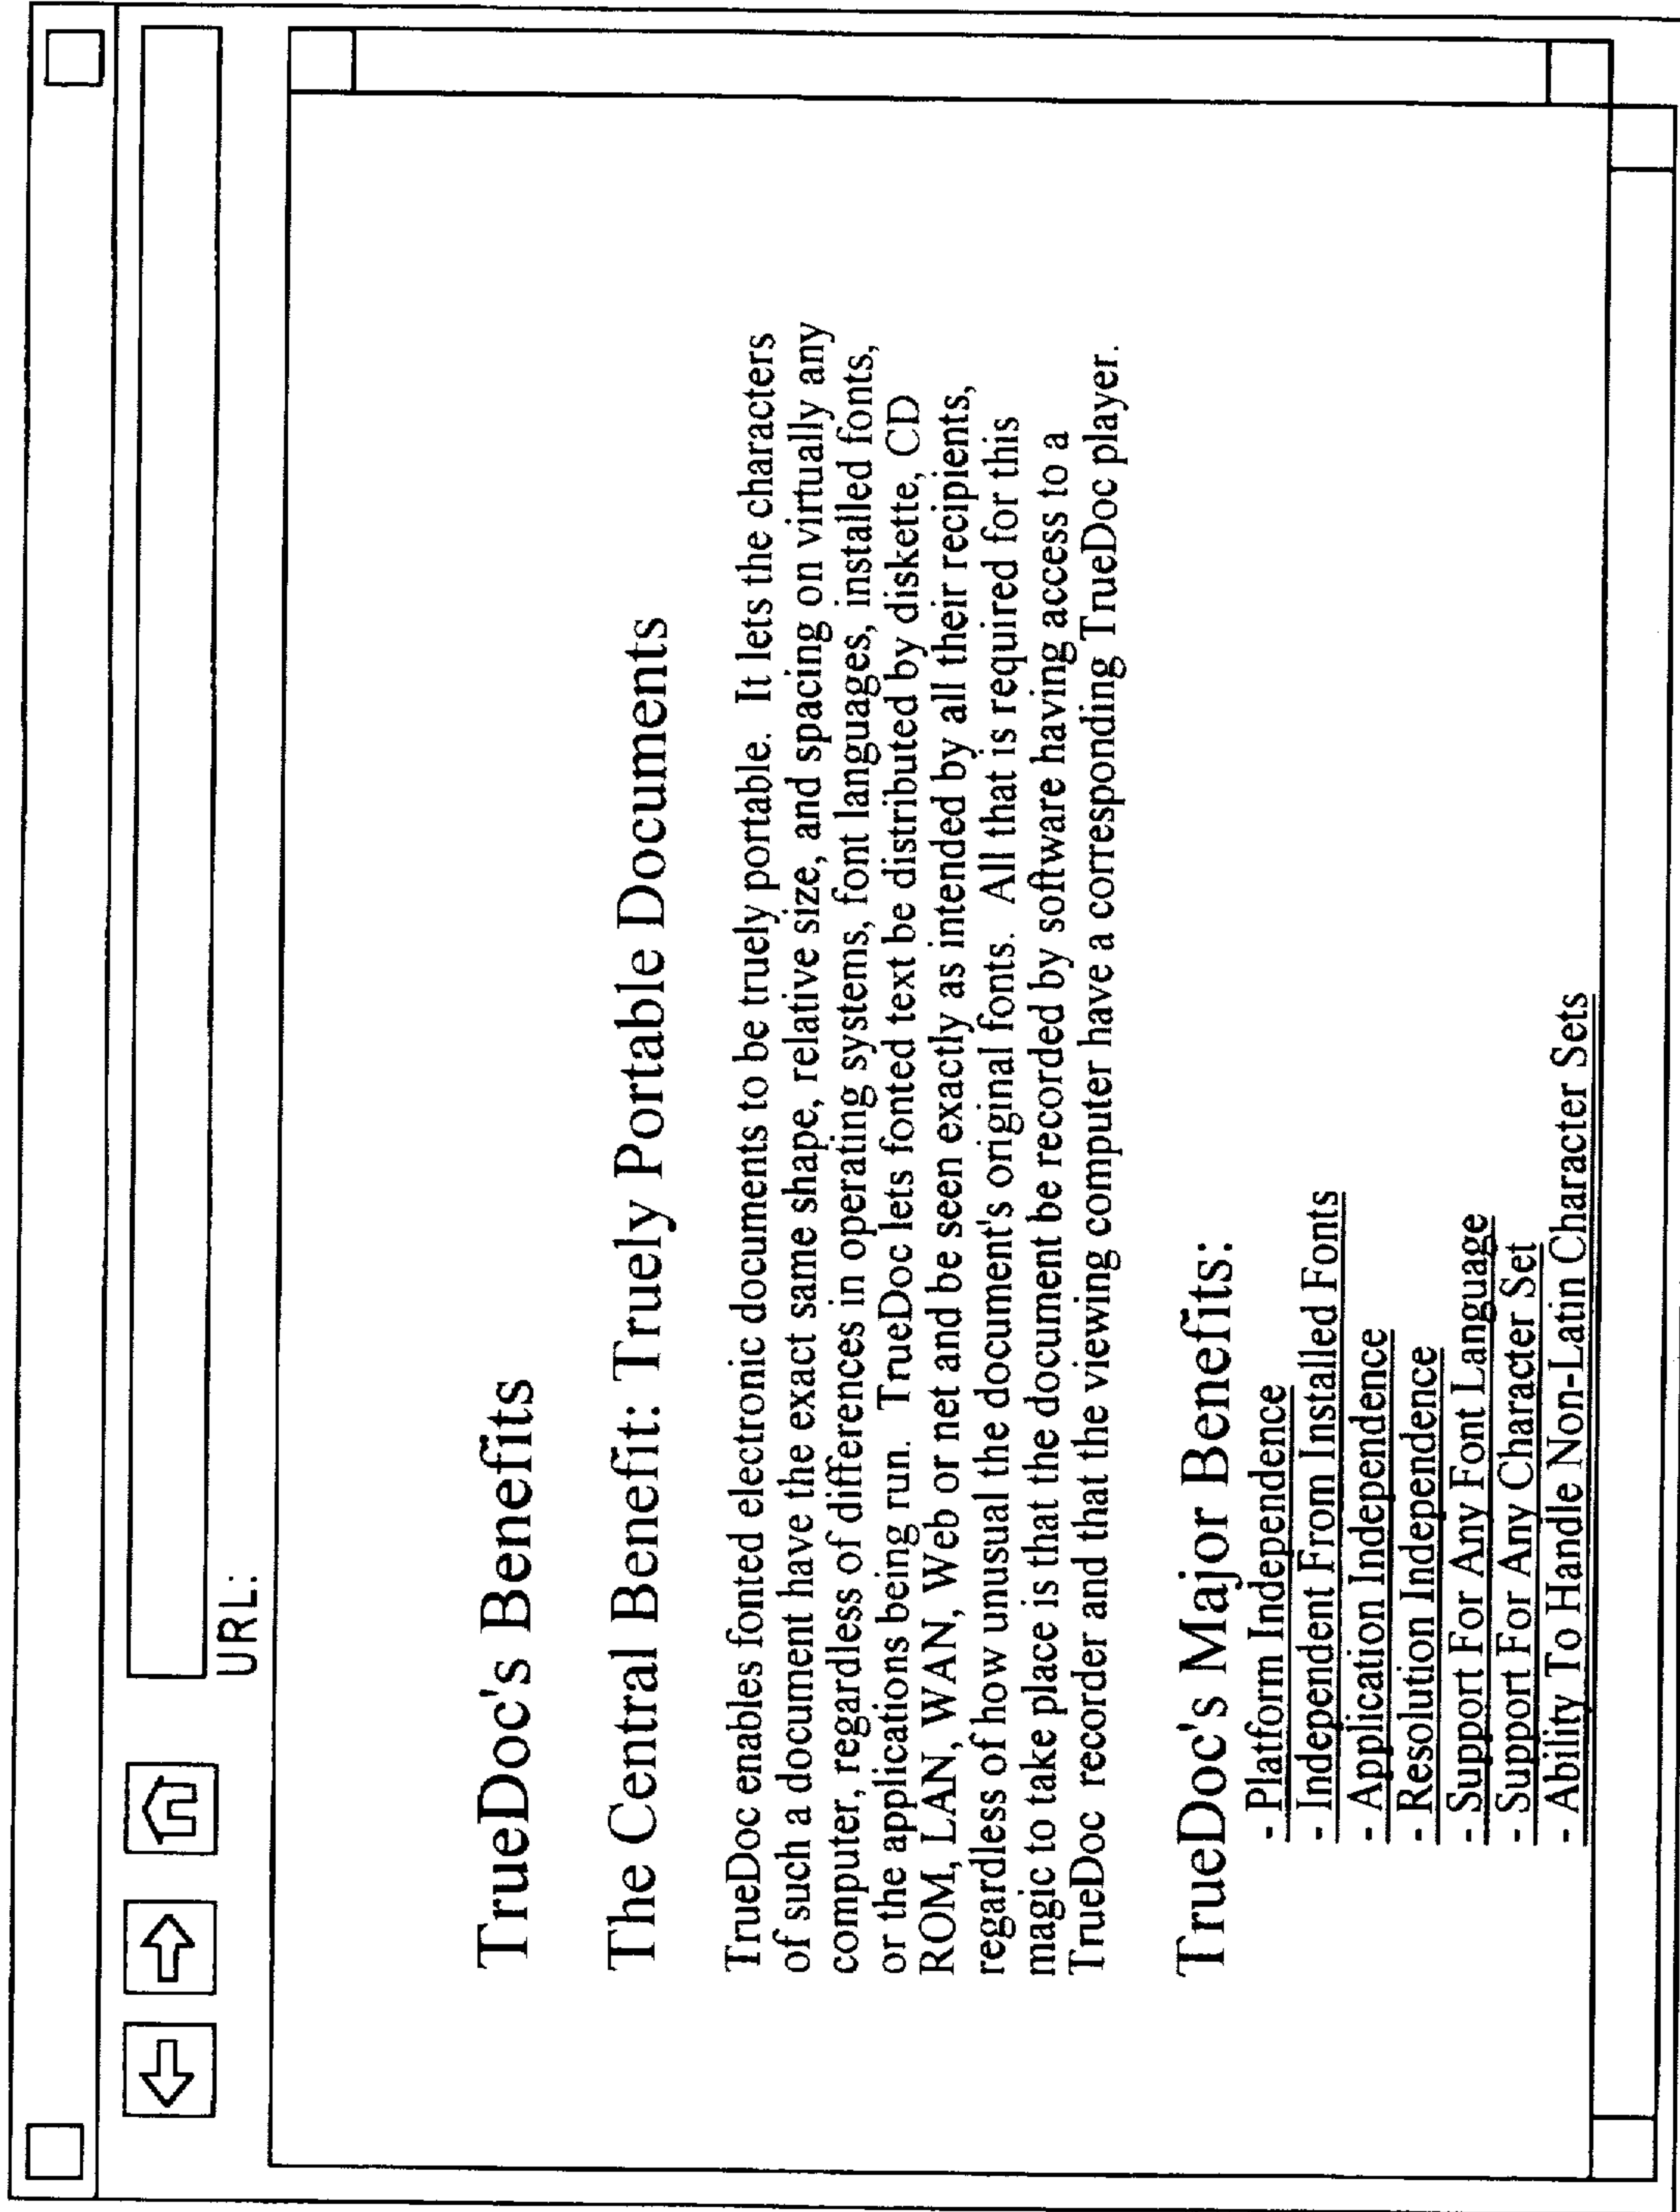 URL:
TrueDoc's Benefits
The Central Benefit: Truely Portable Documents
TrueDoc enables fonted electronic documents to be truely portable. It lets the characters
of such a document have the exact same shape, relative size, and spacing on virtually any
computer, regardless of differences in operating systems, font languages, installed fonts,
or the applications being run. TrueDoc lets fonted text be distributed by diskette, CD
ROM, LAN, WAN, Web or net and be seen exactly as intended by all their recipients,
regardless of how unusual the document's original fonts. All that is required for this
magic to take place is that the document be recorded by software having access to a
TrueDoc recorder and that the viewing computer have a corresponding TrueDoc player.
TrueDoc's Major Benefits:
- Platform Independence
- Independent From Installed Fonts
- Application Independence
- Resolution Independence
- Support For Any Font Language
- Support For Any Character Set
- Ability To Handle Non-Latin Character Sets